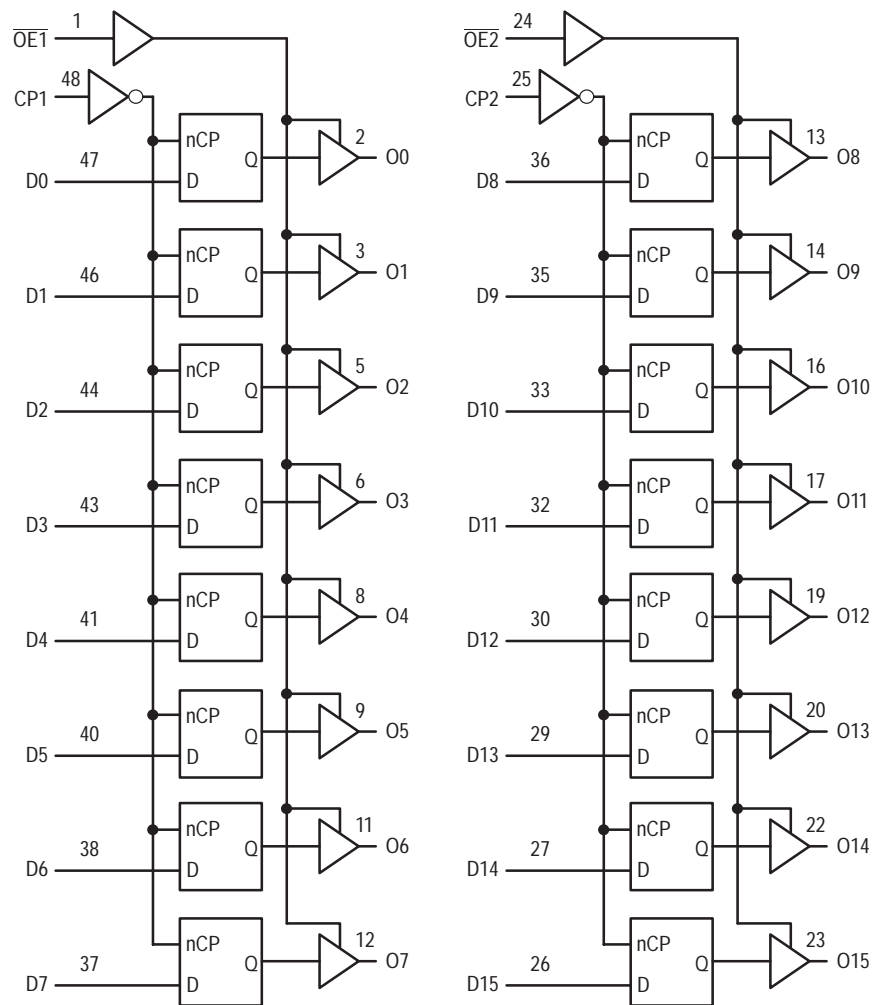 1
OE1
48
CP1
nCP
2
47
Q
O0
D0
D
nCP
3
46
Q
O1
D1
D
nCP
5
44
Q
O2
D2
D
nCP
6
43
Q
O3
D3
D
nCP
8
41
Q
O4
D4
D
nCP
9
40
Q
O5
D5
D
nCP
11
38
Q
O6
D6
D
nCP
12
37
Q
O7
D7
D
24
OE2
25
CP2
nCP
13
36
Q
O8
D8
D
nCP
14
35
Q
O9
D9
D
nCP
16
33
Q
O10
D10
D
nCP
17
32
Q
O11
D11
D
nCP
19
30
Q
O12
D12
D
nCP
20
29
Q
O13
D13
D
nCP
22
27
Q
O14
D14
D
nCP
23
26
Q
O15
D15
D